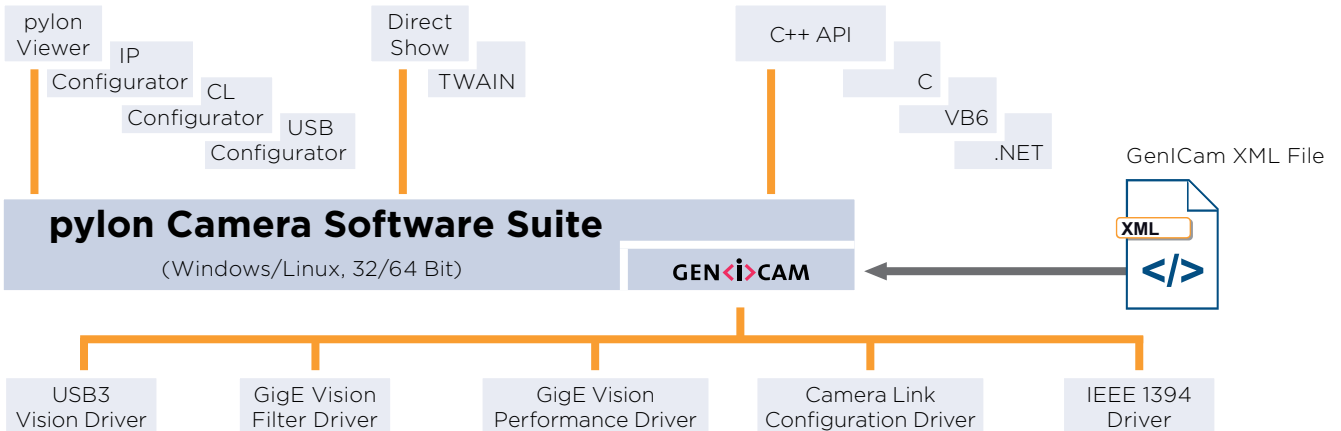 pylon
Viewer
IP
Configurator
CL
Configurator
USB
Configurator
Direct
Show
TWAIN
C++ API
C
VB6
.NET
GenICam XML File
XML
</>
pylon Camera Software Suite
(Windows/Linux, 32/64 Bit)
GEN<i>CAM
USB3
Vision Driver
GigE Vision
Filter Driver
GigE Vision
Performance Driver
Camera Link
Configuration Driver
IEEE 1394
Driver